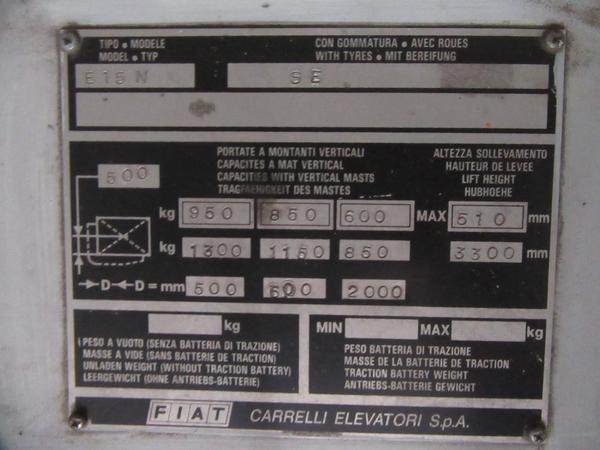 TIPO • MODELE
MODEL • TYP
CON GOMMATURA • AVEC ROUES
WITH TYRES • MIT BEREIFUNG
E15N SE
PORTATE A MONTANTI VERTICALI
CAPACITES A MAT VERTICAL
CAPACITIES WITH VERTICAL MASTS
TRAGFAEHIGKEIT DES MASTES
ALTEZZA SOLLEVAMENTO
HAUTEUR DE LEVEE
LIFT HEIGHT
HUBHOEHE
500
kg 950 850 600 MAX 510 mm
kg 1300 1150 850 3300 mm
D D = mm 500 600 2000
kg
PESO A VUOTO (SENZA BATTERIA DI TRAZIONE)
MASSE A VIDE (SANS BATTERIE DE TRACTION)
UNLADEN WEIGHT (WITHOUT TRACTION BATTERY)
LEERGEWICHT (OHNE ANTRIEBS-BATTERIE)
MIN MAX kg
PESO BATTERIA DI TRAZIONE
MASSE DE LA BATTERIE DE TRACTION
TRACTION BATTERY WEIGHT
ANTRIEBS-BATTERIE GEWICHT
FIAT CARRELLI ELEVATORI S.p.A.